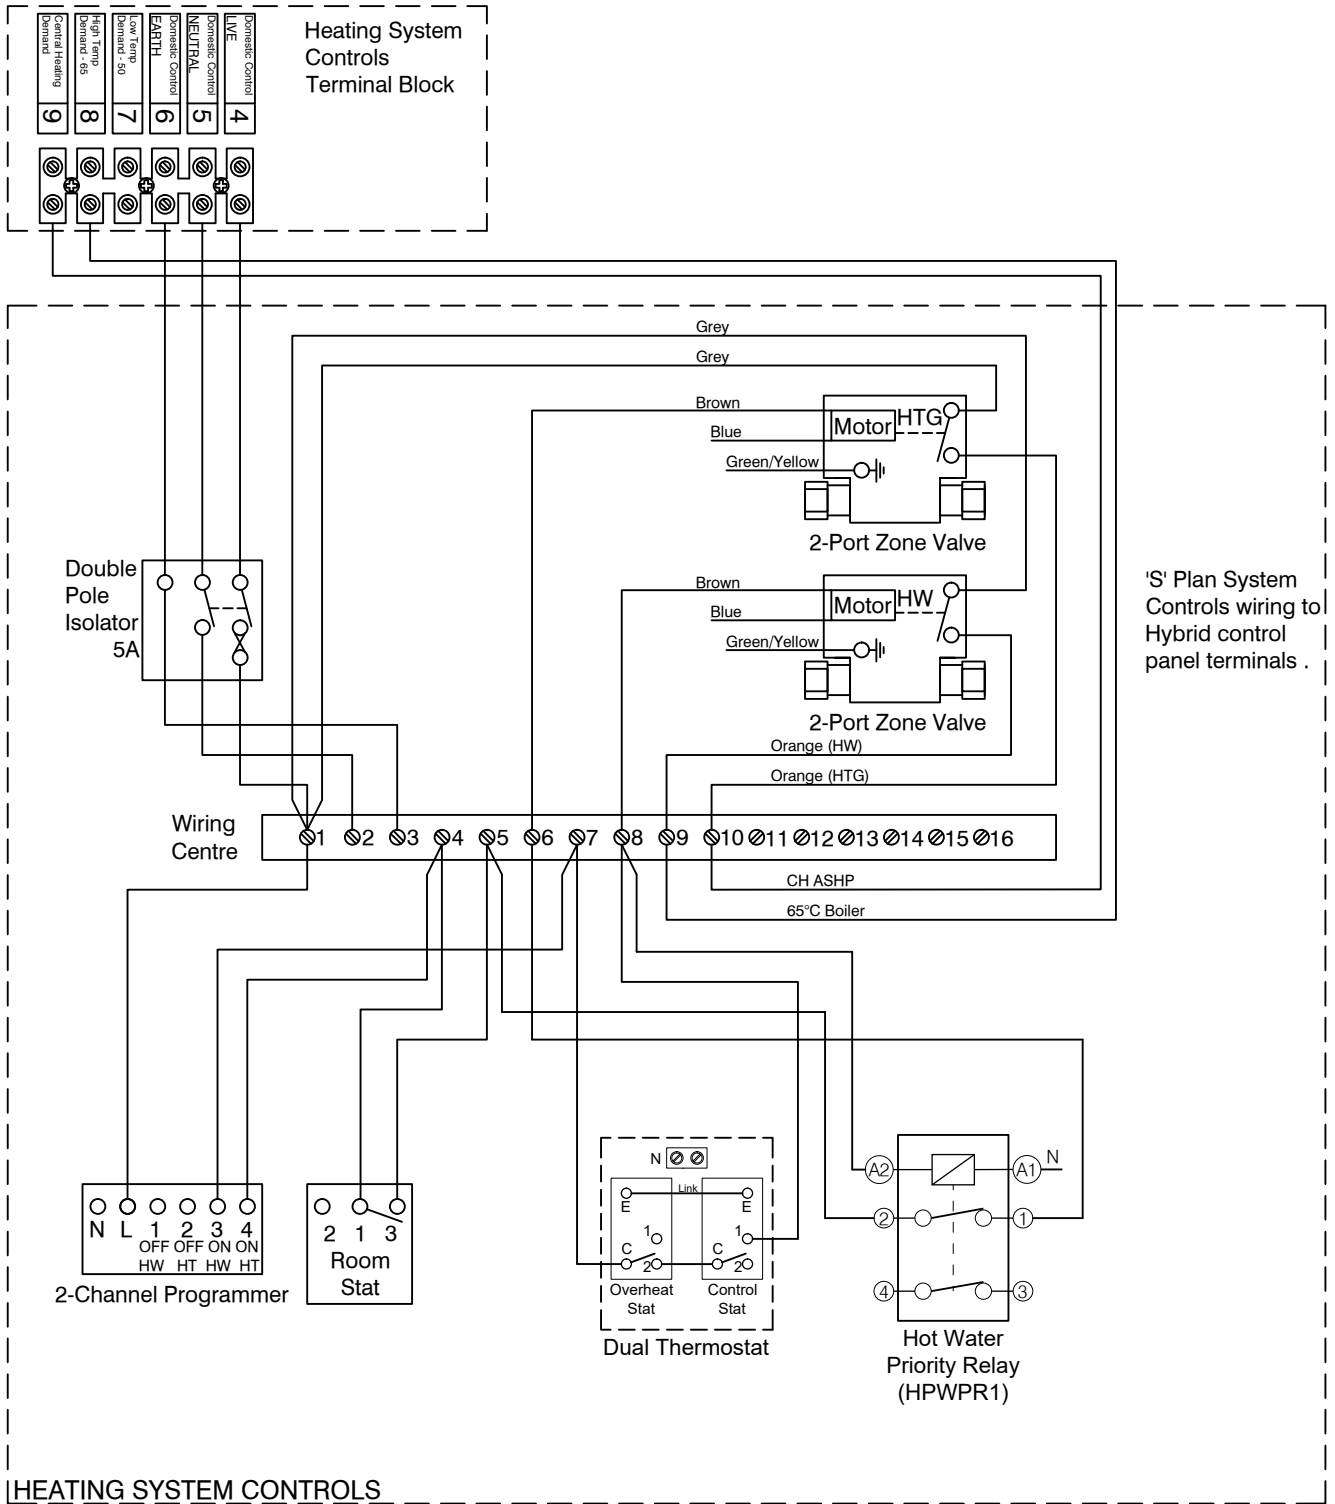 Central Heating
Demand
9
High Temp
Demand - 65
8
Low Temp
Demand - 50
7
Domestic Control
EARTH
6
Domestic Control
NEUTRAL
5
Domestic Control
LIVE
4
Heating System
Controls
Terminal Block
Grey
Grey
Brown
Blue
Green/Yellow
Motor
HTG
2-Port Zone Valve
Brown
Blue
Green/Yellow
Motor
HW
2-Port Zone Valve
'S' Plan System
Controls wiring to
Hybrid control
panel terminals .
Double
Pole
Isolator
5A
Orange (HW)
Orange (HTG)
Wiring
Centre
1 2 3 4 5 6 7 8 9 10 11 12 13 14 15 16
CH ASHP
65°C Boiler
N L 1 2 3 4
OFF OFF ON ON
HW HT HW HT
2-Channel Programmer
2 1 3
Room
Stat
N
Link
E E
1 1
C C
2 2
Overheat
Stat
Control
Stat
Dual Thermostat
A2 A1 N
2 1
4 3
Hot Water
Priority Relay
(HPWPR1)
HEATING SYSTEM CONTROLS